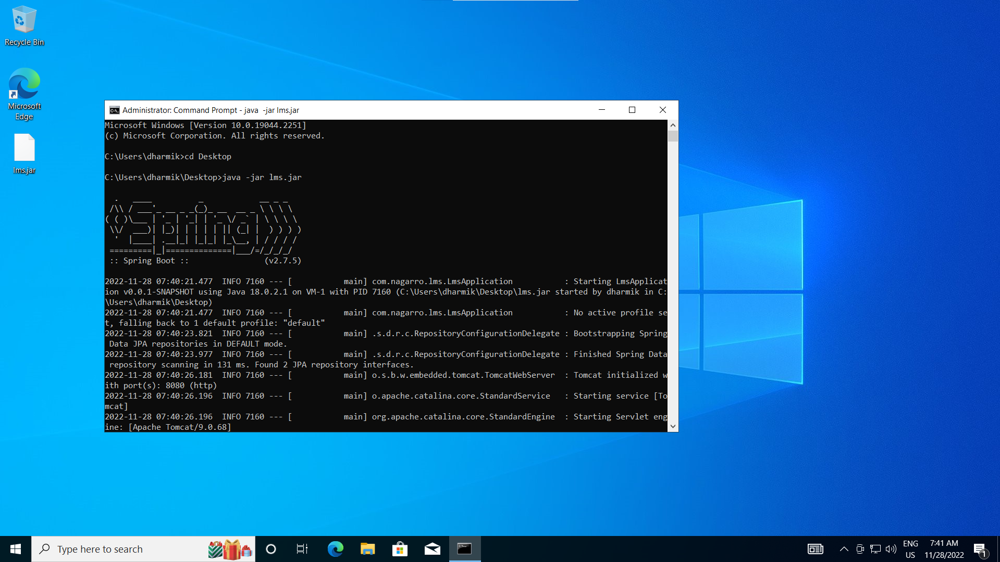 Recycle Bin
Microsoft
Edge
lms.jar
Administrator: Command Prompt - java  -jar lms.jar
Microsoft Windows [Version 10.0.19044.2251]
(c) Microsoft Corporation. All rights reserved.
C:\Users\dharmik>cd Desktop
C:\Users\dharmik\Desktop>java -jar lms.jar
  .   ____          _            __ _ _
 /\\ / ___'_ __ _ _(_)_ __  __ _ \ \ \ \
( ( )\___ | '_ | '_| | '_ \/ _` | \ \ \ \
 \\/  ___)| |_)| | | | | || (_| |  ) ) ) )
  '  |____| .__|_| |_|_| |_\__, | / / / /
 =========|_|==============|___/=/_/_/_/
 :: Spring Boot ::                (v2.7.5)
2022-11-28 07:40:21.477  INFO 7160 --- [           main] com.nagarro.lms.LmsApplication           : Starting LmsApplicat
ion v0.0.1-SNAPSHOT using Java 18.0.2.1 on VM-1 with PID 7160 (C:\Users\dharmik\Desktop\lms.jar started by dharmik in C:
\Users\dharmik\Desktop)
2022-11-28 07:40:21.477  INFO 7160 --- [           main] com.nagarro.lms.LmsApplication           : No active profile se
t, falling back to 1 default profile: "default"
2022-11-28 07:40:23.821  INFO 7160 --- [           main] .s.d.r.c.RepositoryConfigurationDelegate : Bootstrapping Spring
 Data JPA repositories in DEFAULT mode.
2022-11-28 07:40:23.977  INFO 7160 --- [           main] .s.d.r.c.RepositoryConfigurationDelegate : Finished Spring Data
 repository scanning in 131 ms. Found 2 JPA repository interfaces.
2022-11-28 07:40:26.181  INFO 7160 --- [           main] o.s.b.w.embedded.tomcat.TomcatWebServer  : Tomcat initialized w
ith port(s): 8080 (http)
2022-11-28 07:40:26.196  INFO 7160 --- [           main] o.apache.catalina.core.StandardService   : Starting service [To
mcat]
2022-11-28 07:40:26.196  INFO 7160 --- [           main] org.apache.catalina.core.StandardEngine  : Starting Servlet eng
ine: [Apache Tomcat/9.0.68]
Type here to search
ENG
US
7:41 AM
11/28/2022
1